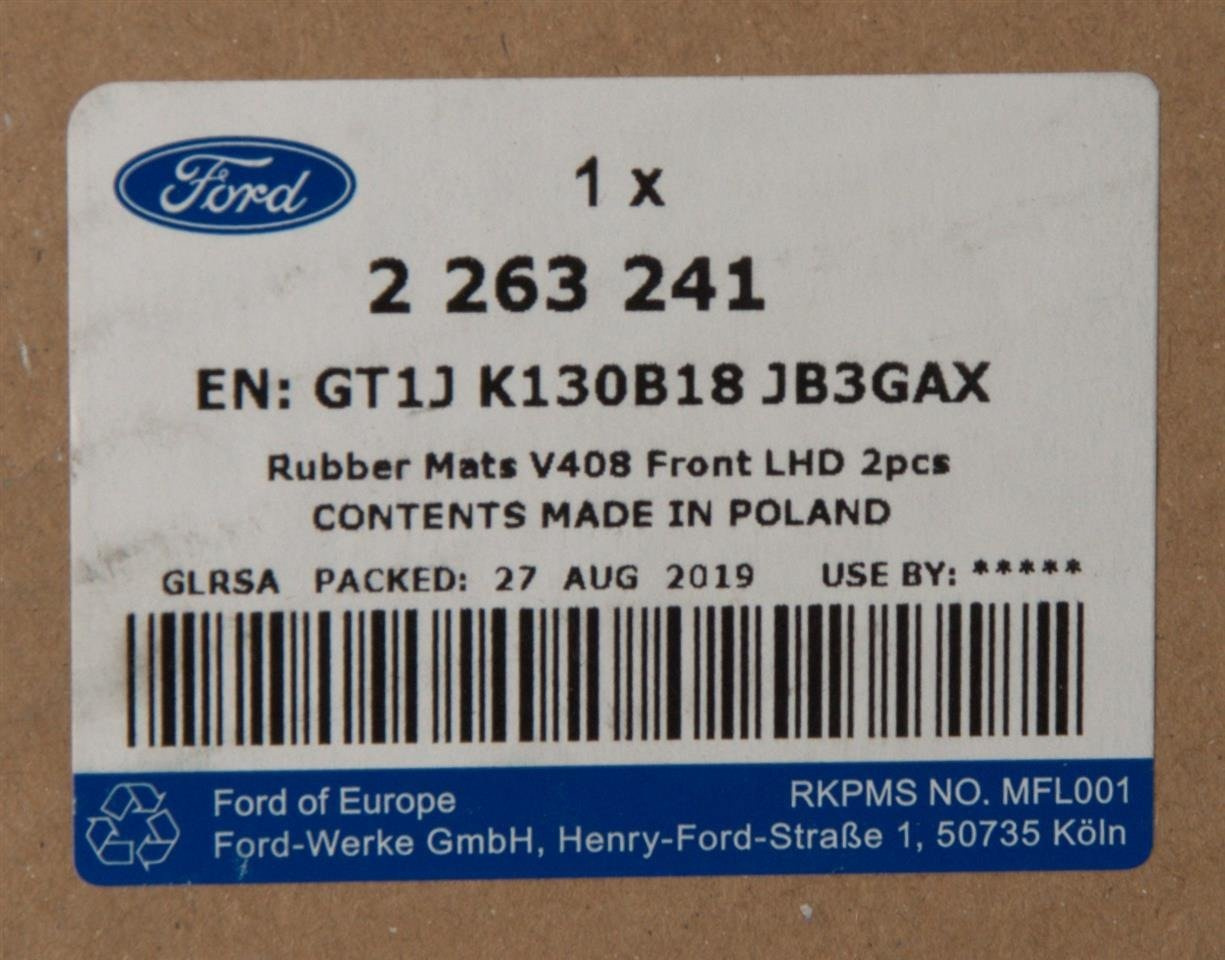 Ford
1 x
2 263 241
EN: GT1J K130B18 JB3GAX
Rubber Mats V408 Front LHD 2pcs
CONTENTS MADE IN POLAND
GLRSA PACKED: 27 AUG 2019 USE BY: *****
Ford of Europe RKPMS NO. MFL001
Ford-Werke GmbH, Henry-Ford-Straße 1, 50735 Köln